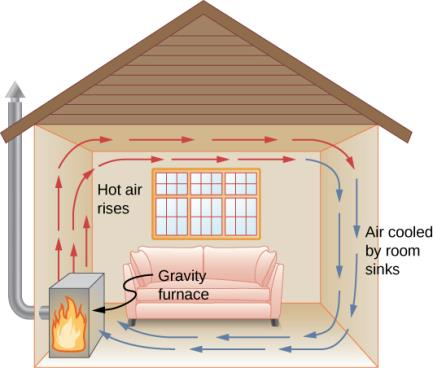 Hot air
rises
Air cooled
by room
sinks
Gravity
furnace